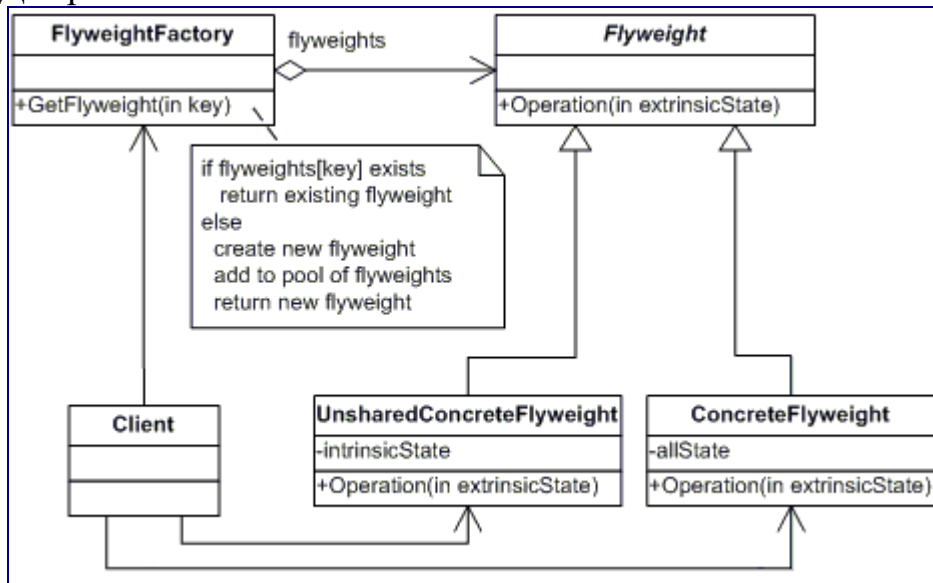 FlyweightFactory
flyweights
Flyweight
+GetFlyweight(in key)
+Operation(in extrinsicState)
if flyweights[key] exists
return existing flyweight
else
create new flyweight
add to pool of flyweights
return new flyweight
Client
UnsharedConcreteFlyweight
-intrinsicState
+Operation(in extrinsicState)
ConcreteFlyweight
-allState
+Operation(in extrinsicState)